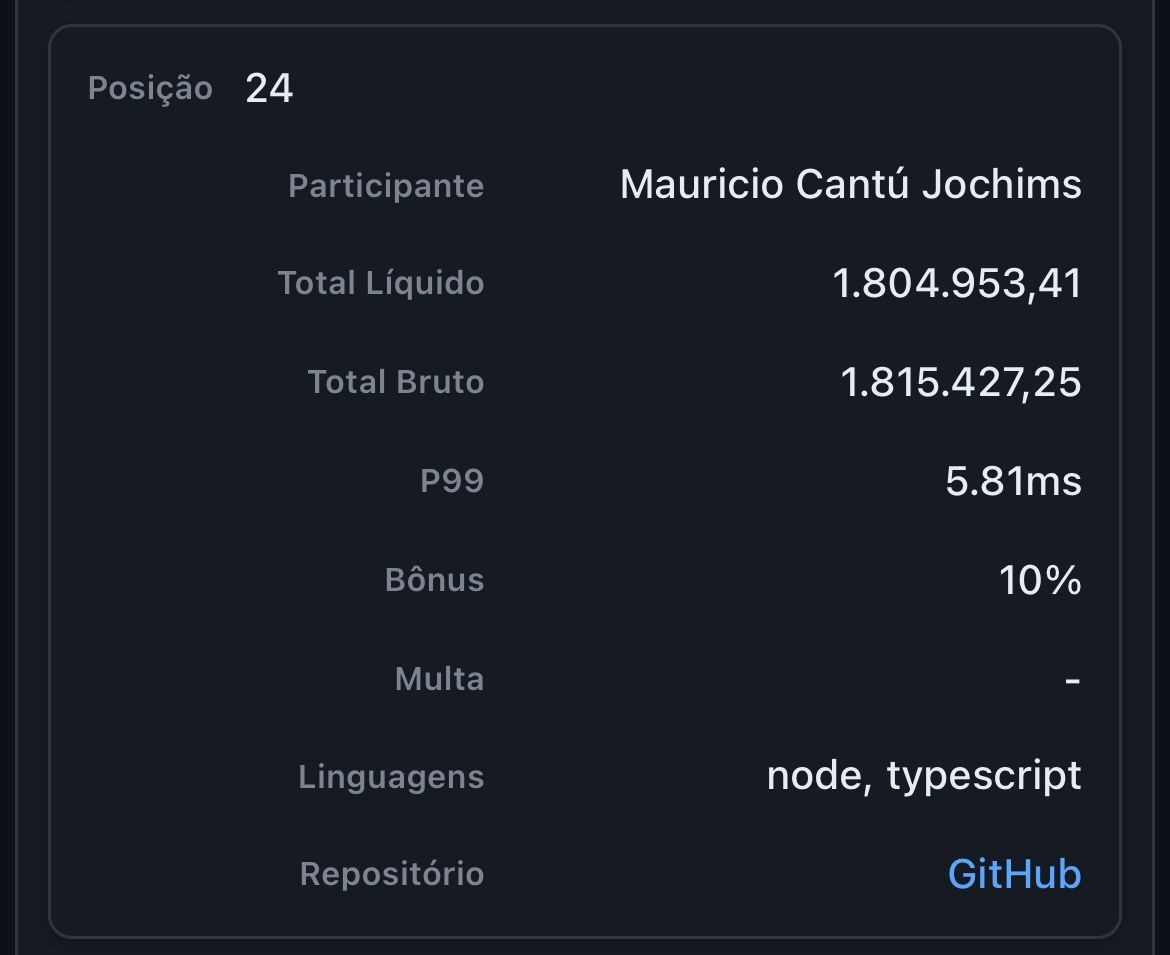 Posição 24
Participante Mauricio Cantú Jochims
Total Líquido 1.804.953,41
Total Bruto 1.815.427,25
P99 5.81ms
Bônus 10%
Multa -
Linguagens node, typescript
Repositório GitHub